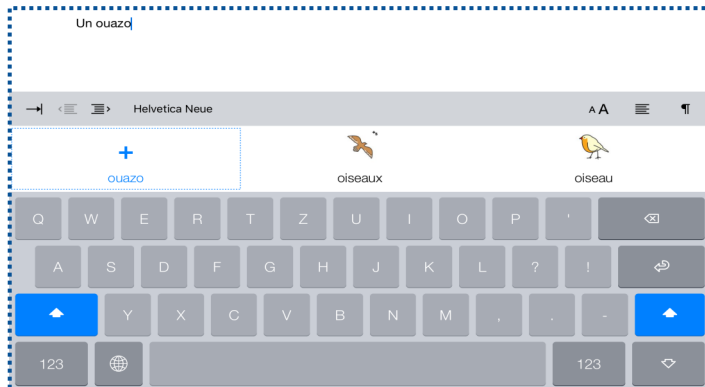 Un ouazo
Helvetica Neue A A ¶
+
ouazo oiseaux oiseau
Q W E R T Z U I O P '
A S D F G H J K L ? !
Y X C V B N M , . -
123 123